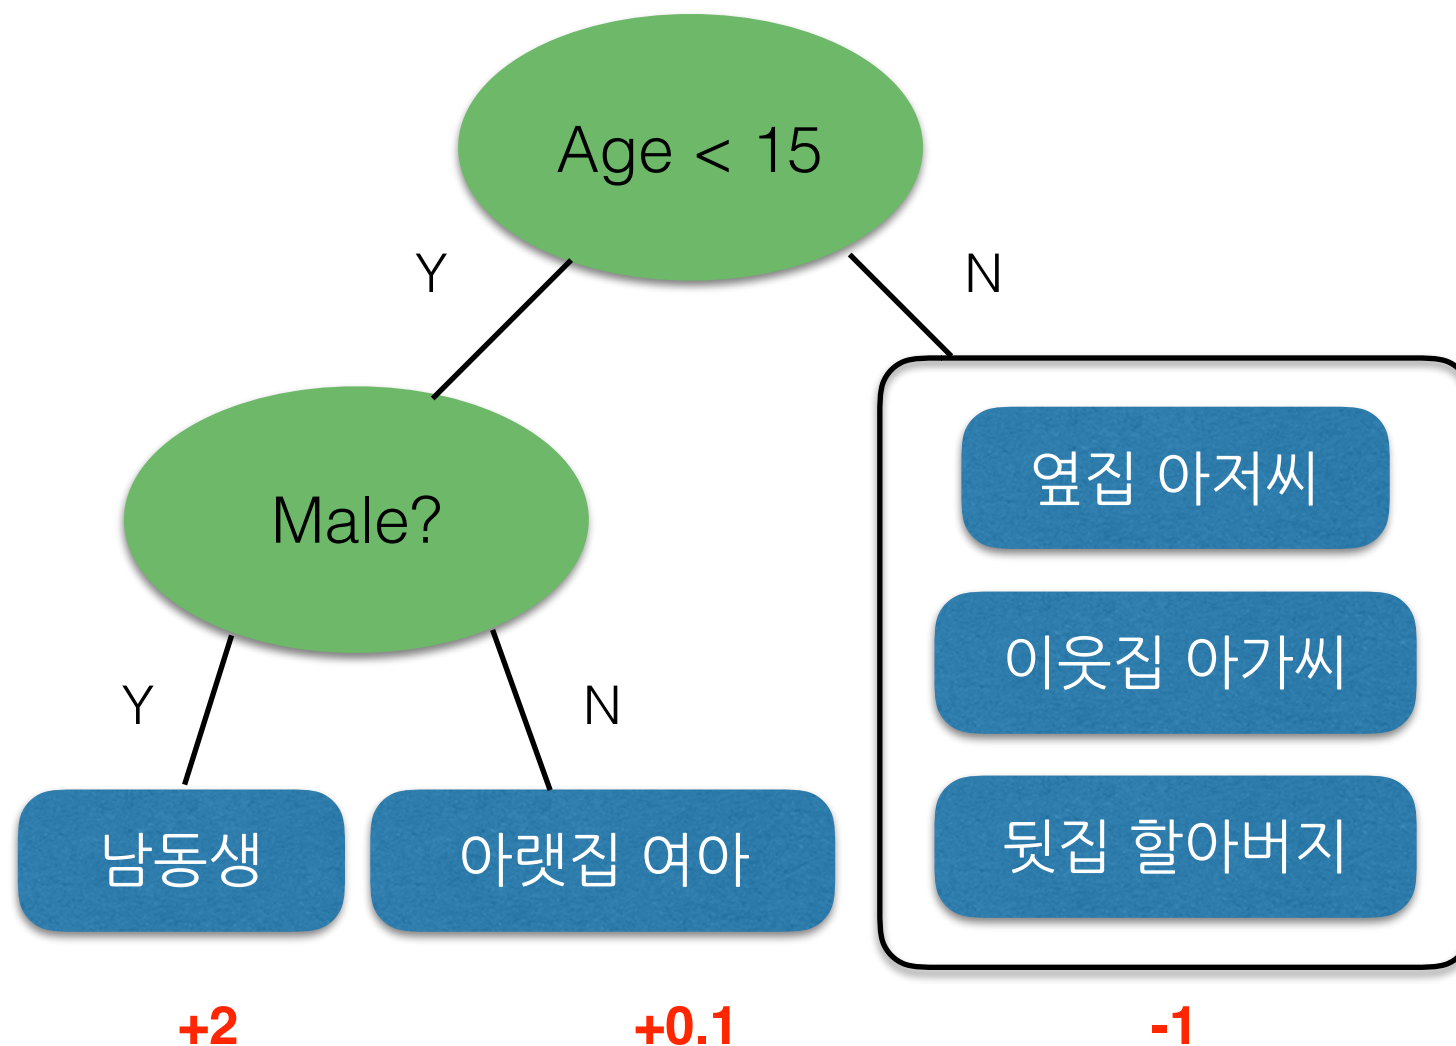 Age < 15
Y
N
옆집 아저씨
Male?
이웃집 아가씨
Y
N
남동생
아랫집 여아
뒷집 할아버지
+2
+0.1
-1